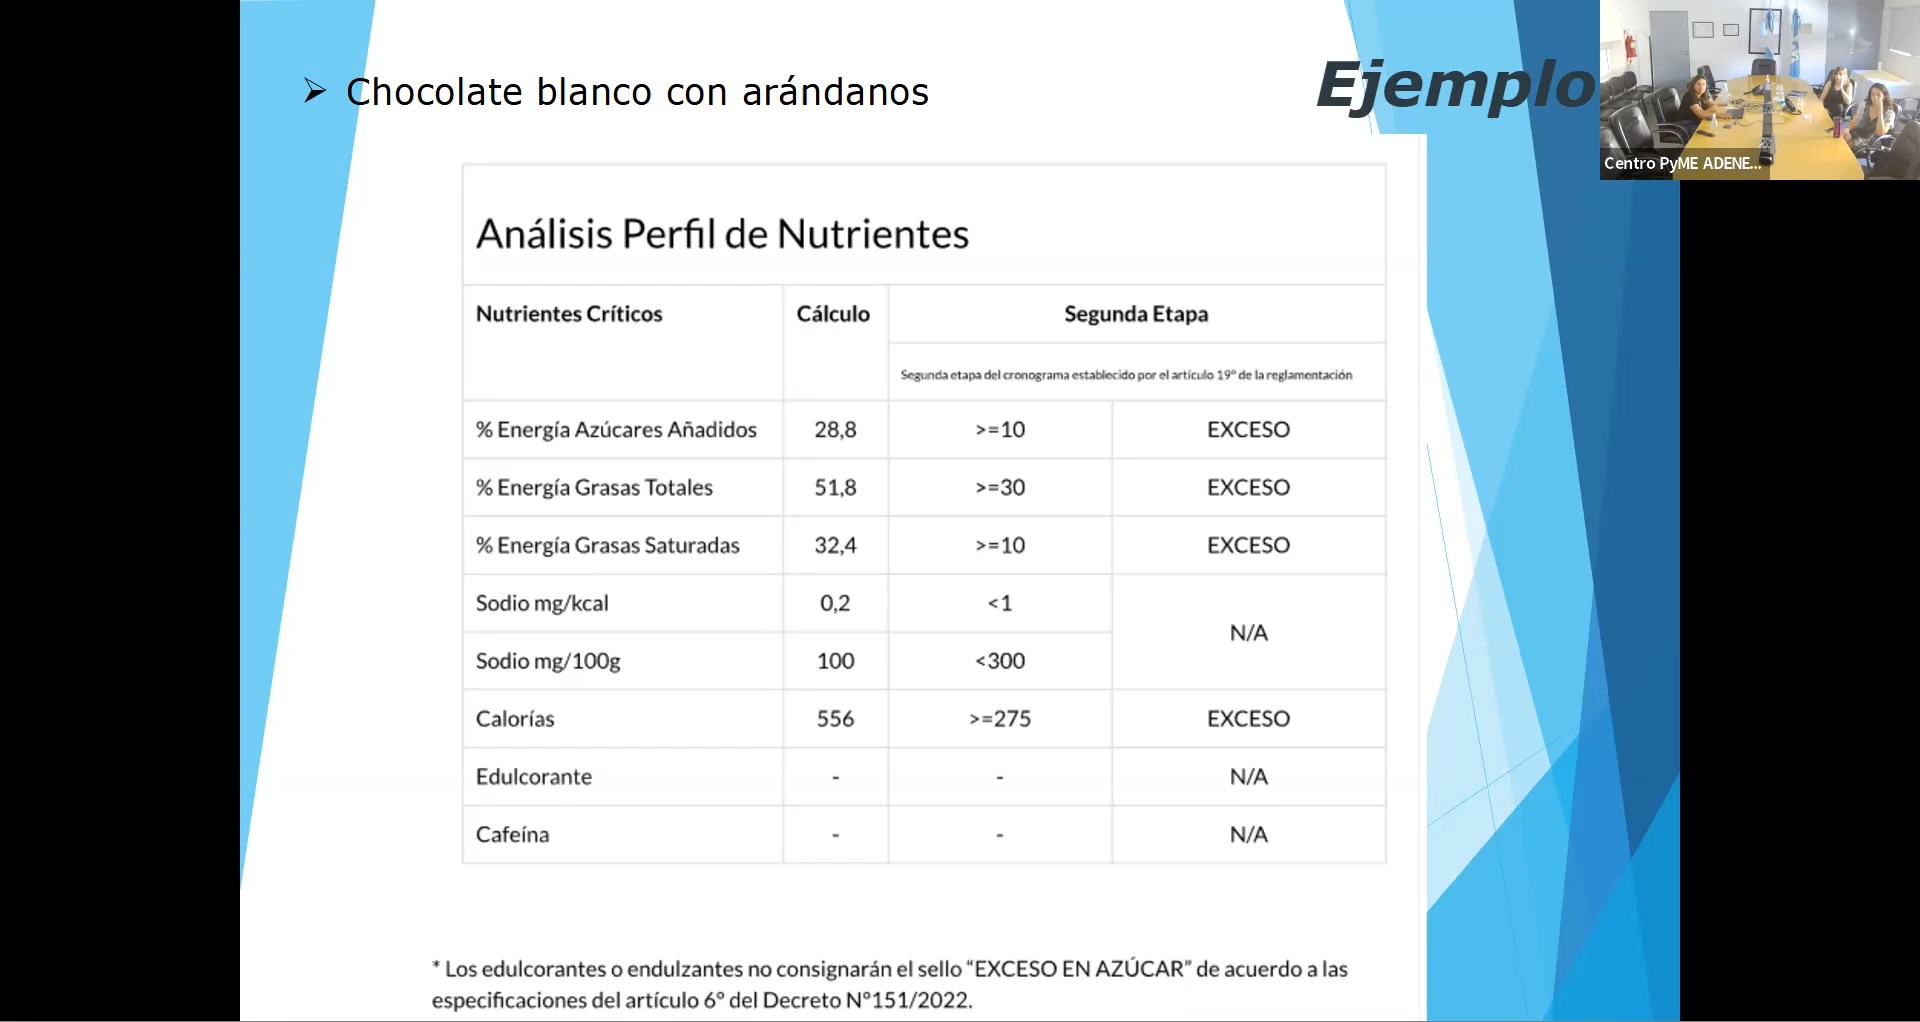 ➢ Chocolate blanco con arándanos
Ejemplo
Centro PyME ADENE...
Análisis Perfil de Nutrientes
Nutrientes Críticos Cálculo Segunda Etapa
Segunda etapa del cronograma establecido por el artículo 19° de la reglamentación
% Energía Azúcares Añadidos 28,8 >=10 EXCESO
% Energía Grasas Totales 51,8 >=30 EXCESO
% Energía Grasas Saturadas 32,4 >=10 EXCESO
Sodio mg/kcal 0,2 <1
N/A
Sodio mg/100g 100 <300
Calorías 556 >=275 EXCESO
Edulcorante - - N/A
Cafeína - - N/A
* Los edulcorantes o endulzantes no consignarán el sello “EXCESO EN AZÚCAR” de acuerdo a las
especificaciones del artículo 6° del Decreto N°151/2022.